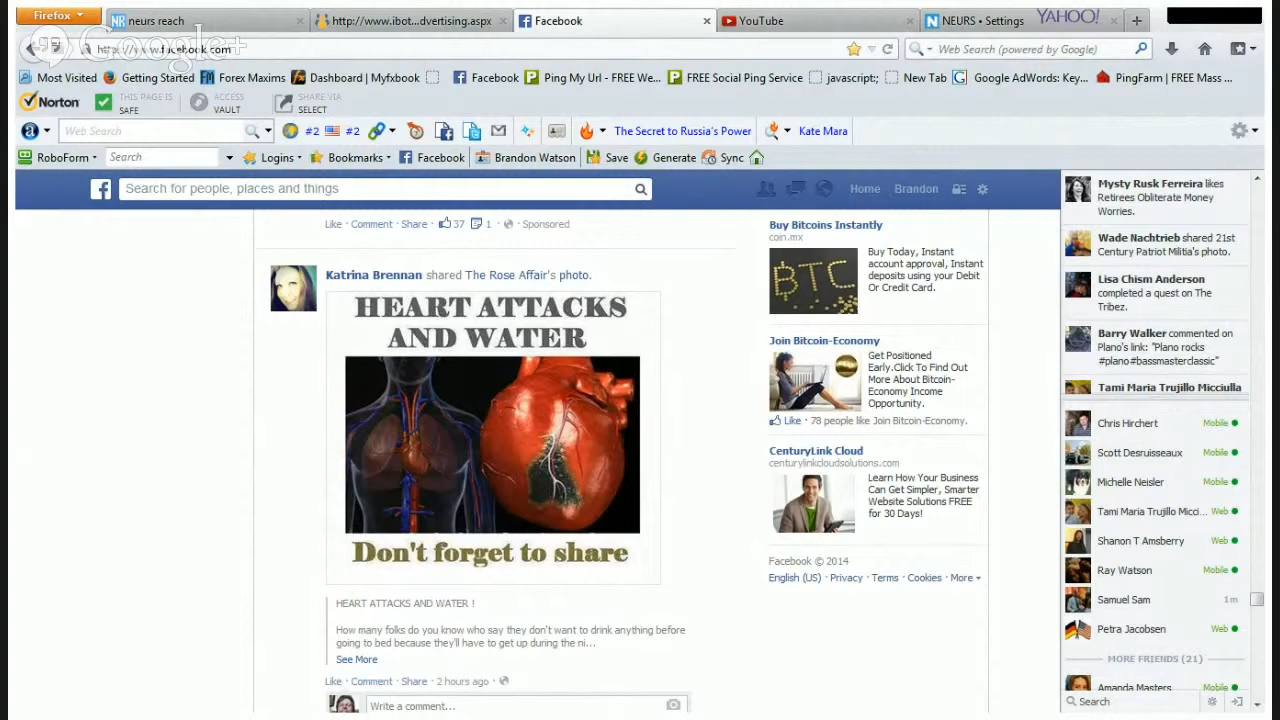 Firefox
neurs reach
http://www.ibot...dvertising.aspx
Facebook
YouTube
NEURS • Settings
YAHOO!
Google+
https://www.facebook.com
Web Search (powered by Google)
Most Visited
Getting Started
Forex Maxims
Dashboard | Myfxbook
Facebook
Ping My Url - FREE We...
FREE Social Ping Service
javascript:;
New Tab
Google AdWords: Key...
PingFarm | FREE Mass ...
Norton
THIS PAGE IS
SAFE
ACCESS
VAULT
SHARE VIA
SELECT
Web Search
#2
#2
The Secret to Russia's Power
Kate Mara
RoboForm
Search
Logins
Bookmarks
Facebook
Brandon Watson
Save
Generate
Sync
Search for people, places and things
Home
Brandon
Like · Comment · Share · 37 1 · Sponsored
Katrina Brennan shared The Rose Affair's photo.
HEART ATTACKS
AND WATER
Don't forget to share
HEART ATTACKS AND WATER !
How many folks do you know who say they don't want to drink anything before
going to bed because they'll have to get up during the ni...
See More
Like · Comment · Share · 2 hours ago ·
Write a comment...
Buy Bitcoins Instantly
coin.mx
BTC
Buy Today, Instant
account approval, Instant
deposits using your Debit
Or Credit Card.
Join Bitcoin-Economy
Get Positioned
Early.Click To Find Out
More About Bitcoin-
Economy Income
Opportunity.
Like · 78 people like Join Bitcoin-Economy.
CenturyLink Cloud
centurylinkcloudsolutions.com
Learn How Your Business
Can Get Simpler, Smarter
Website Solutions FREE
for 30 Days!
Facebook © 2014
English (US) · Privacy · Terms · Cookies · More
Mysty Rusk Ferreira likes
Retirees Obliterate Money
Worries.
Wade Nachtrieb shared 21st
Century Patriot Militia's photo.
Lisa Chism Anderson
completed a quest on The
Tribez.
Barry Walker commented on
Plano's link: "Plano rocks
#plano#bassmasterclassic"
Tami Maria Trujillo Micciulla
Chris Hirchert Mobile
Scott Desruisseaux Mobile
Michelle Neisler Mobile
Tami Maria Trujillo Micci... Web
Shanon T Amsberry Web
Ray Watson Mobile
Samuel Sam 1m
Petra Jacobsen Web
MORE FRIENDS (21)
Amanda Masters Mobile
Search